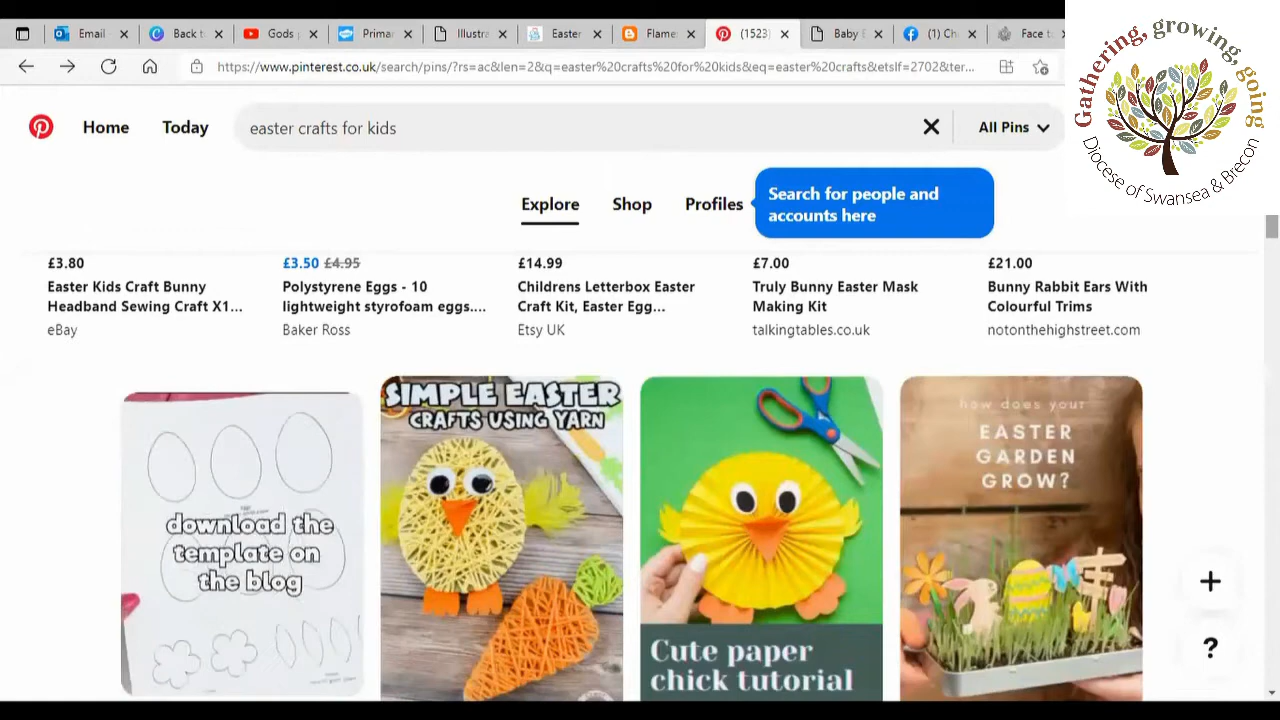 Email
Back t
Gods
Prima
Illustra
Easter
Flame
(1523)
Baby E
(1) Ch
Face t
https://www.pinterest.co.uk/search/pins/?rs=ac&len=2&q=easter%20crafts%20for%20kids&eq=easter%20crafts&etslf=2702&ter...
Gathering, growing, going
Diocese of Swansea & Brecon
Home
Today
easter crafts for kids
All Pins
Explore
Shop
Profiles
Search for people and
accounts here
£3.80
Easter Kids Craft Bunny
Headband Sewing Craft X1...
eBay
£3.50 £4.95
Polystyrene Eggs - 10
lightweight styrofoam eggs....
Baker Ross
£14.99
Childrens Letterbox Easter
Craft Kit, Easter Egg...
Etsy UK
£7.00
Truly Bunny Easter Mask
Making Kit
talkingtables.co.uk
£21.00
Bunny Rabbit Ears With
Colourful Trims
notonthehighstreet.com
download the
template on
the blog
SIMPLE EASTER
CRAFTS USING YARN
Cute paper
chick tutorial
how does your
EASTER
GARDEN
GROW?
+
?